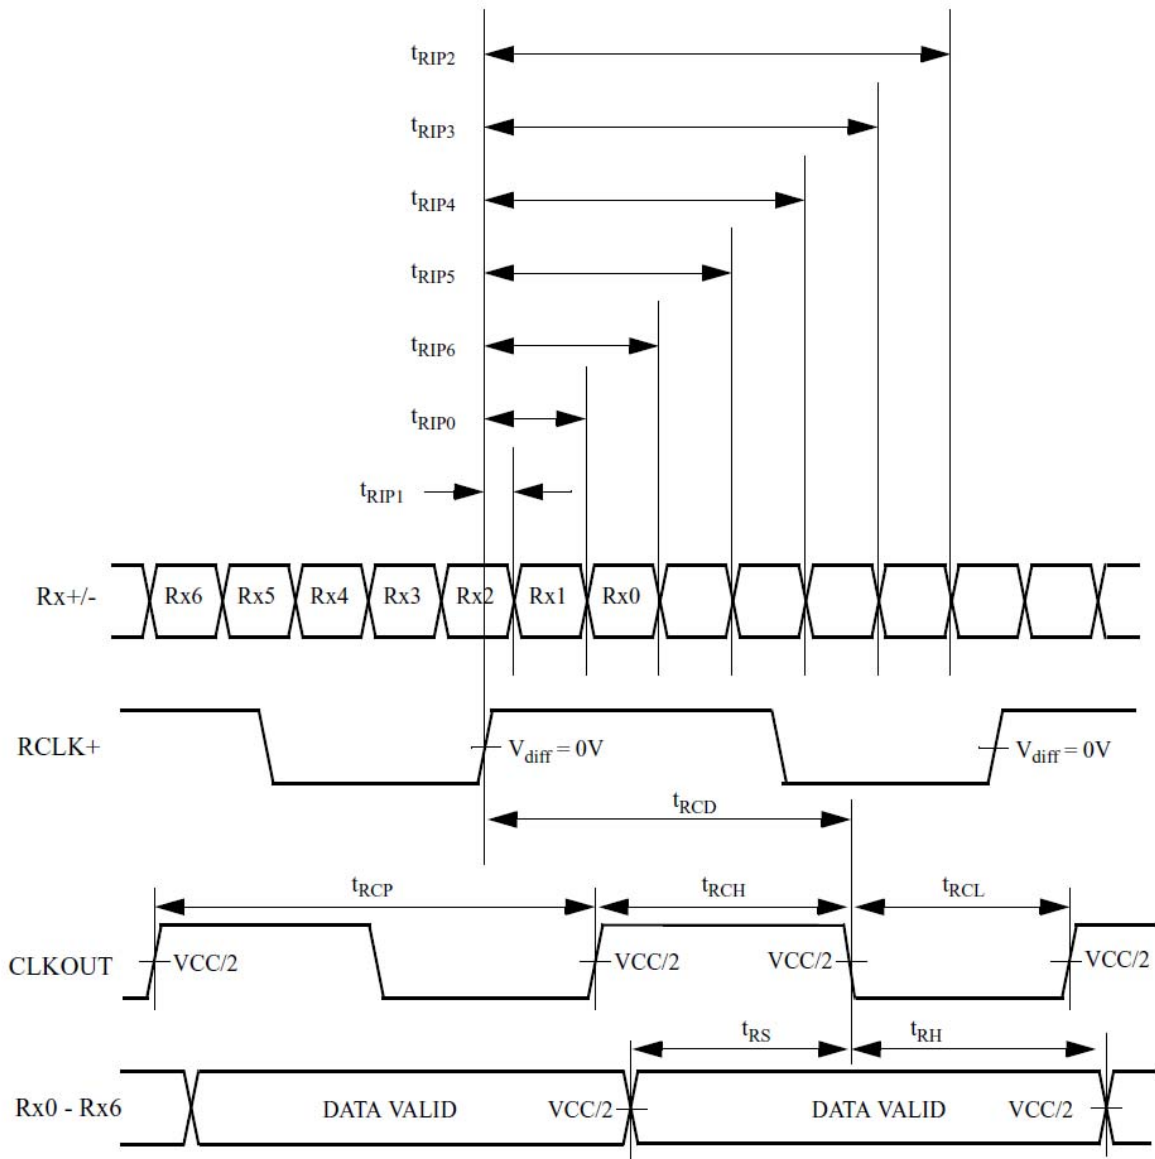 tRIP2
tRIP3
tRIP4
tRIP5
tRIP6
tRIP0
tRIP1
Rx+/- Rx6 Rx5 Rx4 Rx3 Rx2 Rx1 Rx0
RCLK+ Vdiff = 0V Vdiff = 0V
tRCD
tRCP tRCH tRCL
CLKOUT VCC/2 VCC/2 VCC/2 VCC/2
tRS tRH
Rx0 - Rx6 DATA VALID VCC/2 DATA VALID VCC/2